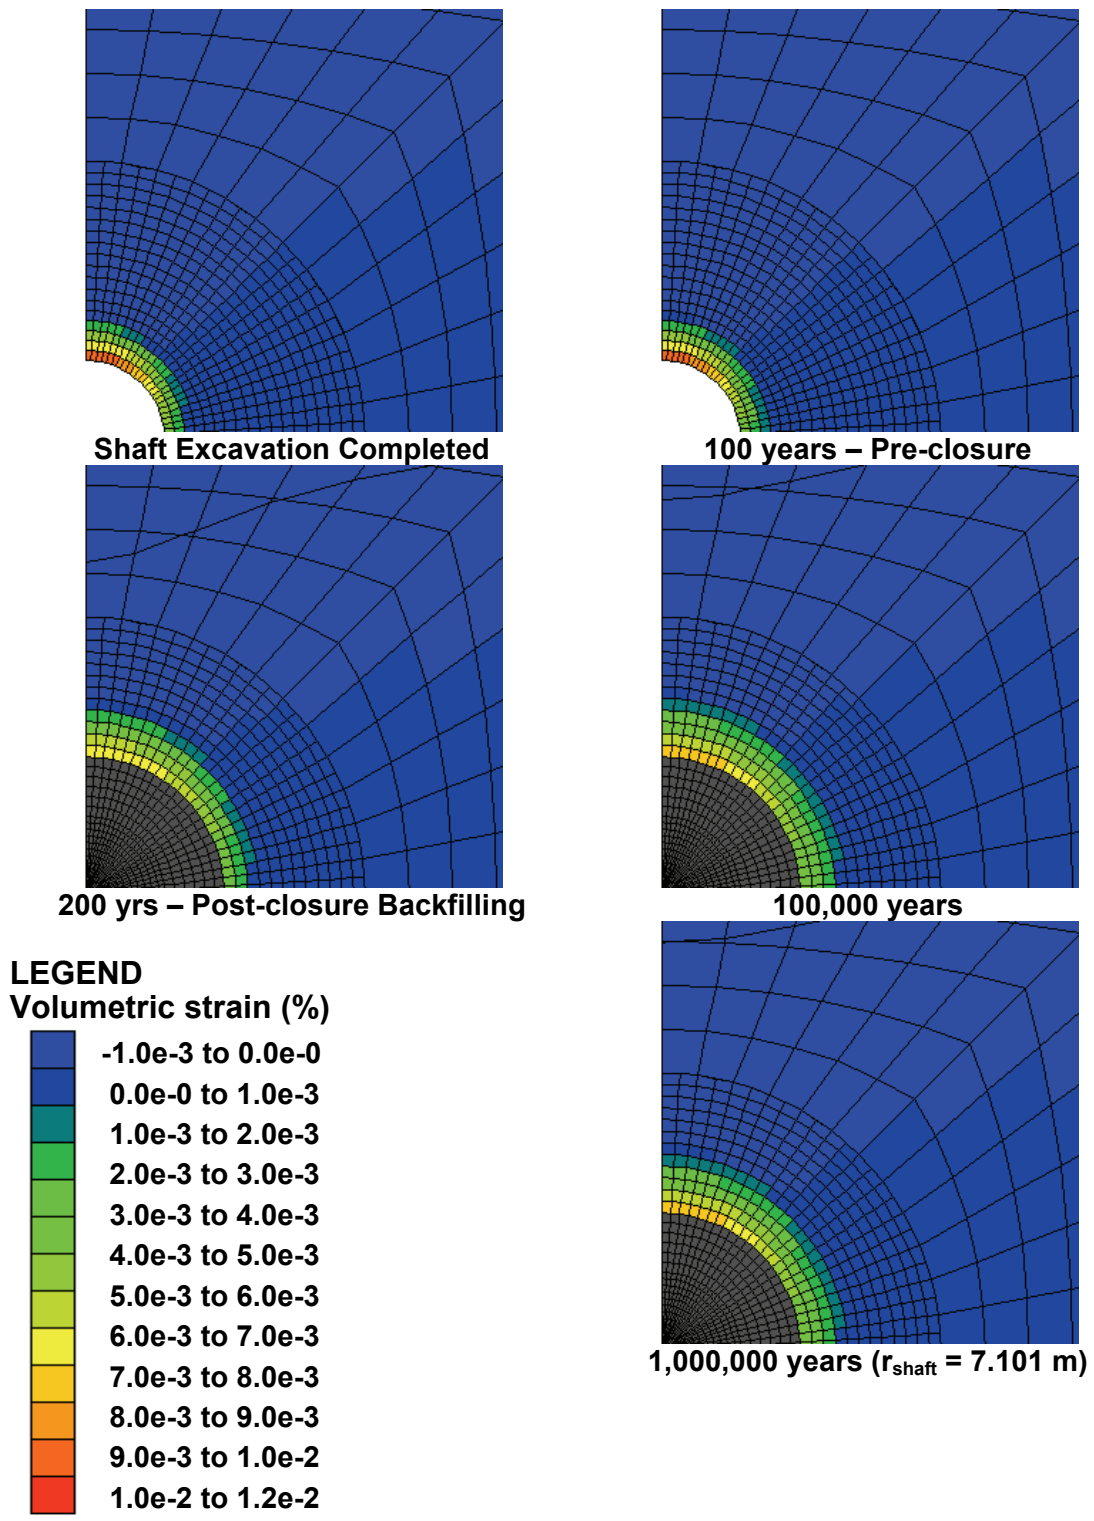 Shaft Excavation Completed
100 years – Pre-closure
200 yrs – Post-closure Backfilling
100,000 years
LEGEND
Volumetric strain (%)
-1.0e-3 to 0.0e-0
0.0e-0 to 1.0e-3
1.0e-3 to 2.0e-3
2.0e-3 to 3.0e-3
3.0e-3 to 4.0e-3
4.0e-3 to 5.0e-3
5.0e-3 to 6.0e-3
6.0e-3 to 7.0e-3
7.0e-3 to 8.0e-3
8.0e-3 to 9.0e-3
9.0e-3 to 1.0e-2
1.0e-2 to 1.2e-2
1,000,000 years (rshaft = 7.101 m)